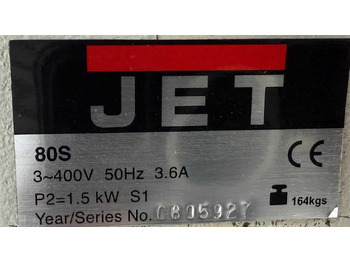 JET
80S
3~400V 50Hz 3.6A
P2=1.5 kW S1
Year/Series No.
CE
164kgs